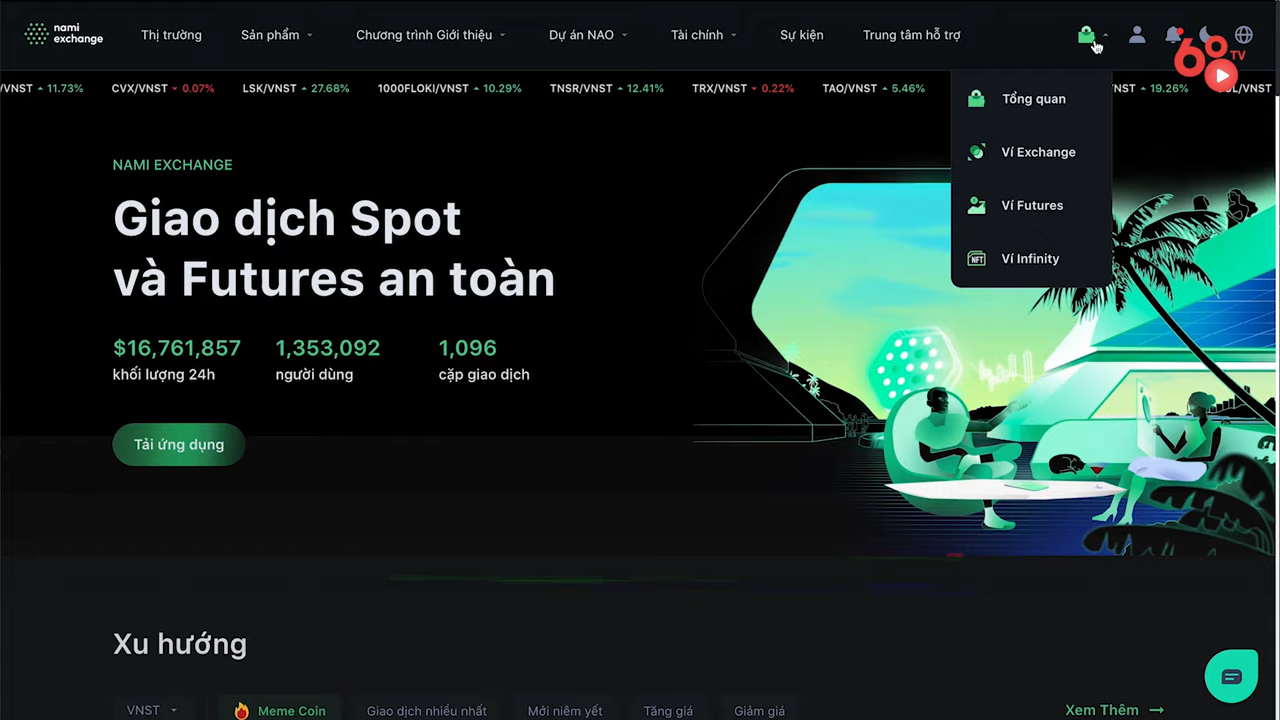 nami exchange
Thị trường
Sản phẩm
Chương trình Giới thiệu
Dự án NAO
Tài chính
Sự kiện
Trung tâm hỗ trợ
60 TV
/VNST 11.73%
CVX/VNST 0.07%
LSK/VNST 27.68%
1000FLOKI/VNST 10.29%
TNSR/VNST 12.41%
TRX/VNST 0.22%
TAO/VNST 5.46%
19.26%
Tổng quan
Ví Exchange
Ví Futures
NFT Ví Infinity
NAMI EXCHANGE
Giao dịch Spot
và Futures an toàn
$16,761,857 1,353,092 1,096
khối lượng 24h người dùng cặp giao dịch
Tải ứng dụng
Xu hướng
VNST
Meme Coin
Giao dịch nhiều nhất
Mới niêm yết
Tăng giá
Giảm giá
Xem Thêm